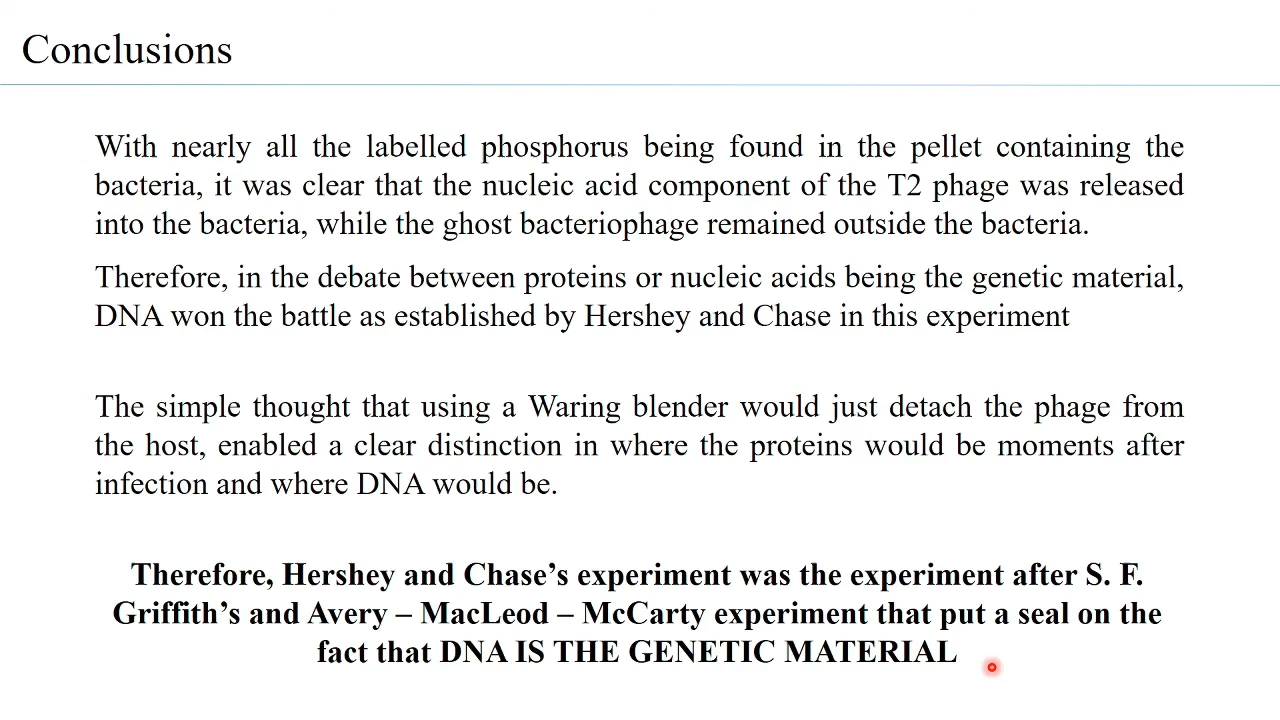 Conclusions
With nearly all the labelled phosphorus being found in the pellet containing the
bacteria, it was clear that the nucleic acid component of the T2 phage was released
into the bacteria, while the ghost bacteriophage remained outside the bacteria.
Therefore, in the debate between proteins or nucleic acids being the genetic material,
DNA won the battle as established by Hershey and Chase in this experiment
The simple thought that using a Waring blender would just detach the phage from
the host, enabled a clear distinction in where the proteins would be moments after
infection and where DNA would be.
Therefore, Hershey and Chase’s experiment was the experiment after S. F.
Griffith’s and Avery – MacLeod – McCarty experiment that put a seal on the
fact that DNA IS THE GENETIC MATERIAL